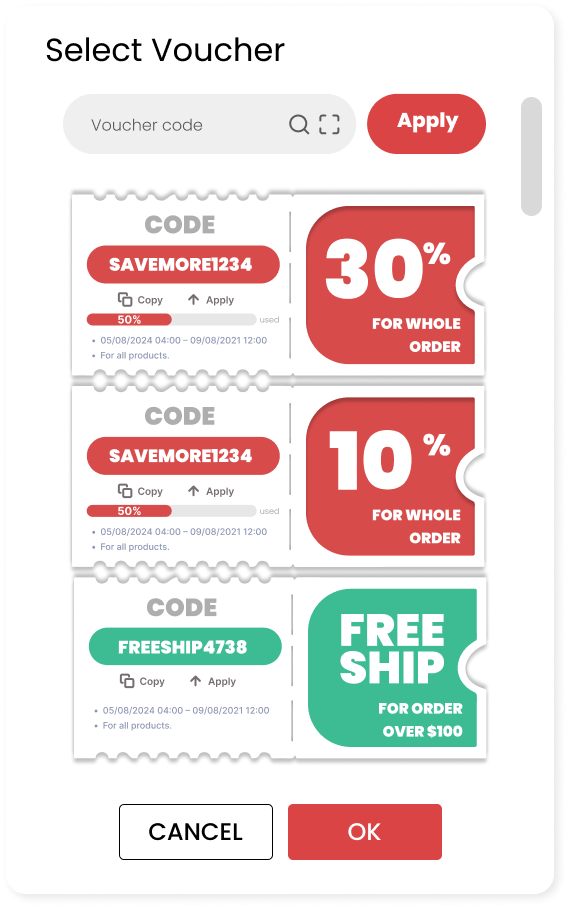 Select Voucher
Voucher code
Apply
CODE
SAVEMORE1234
Copy Apply
50% used
• 05/08/2024 04:00 – 09/08/2021 12:00
• For all products.
30%
FOR WHOLE
ORDER
CODE
SAVEMORE1234
Copy Apply
50% used
• 05/08/2024 04:00 – 09/08/2021 12:00
• For all products.
10%
FOR WHOLE
ORDER
CODE
FREESHIP4738
Copy Apply
• 05/08/2024 04:00 – 09/08/2021 12:00
• For all products.
FREE
SHIP
FOR ORDER
OVER $100
CANCEL
OK